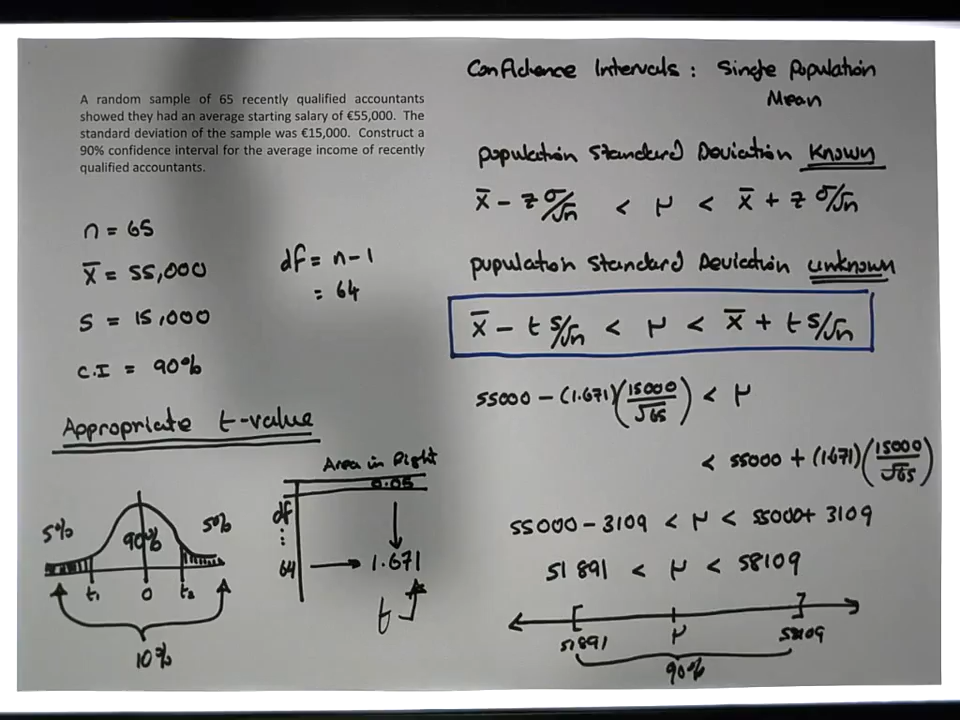 A random sample of 65 recently qualified accountants
showed they had an average starting salary of €55,000. The
standard deviation of the sample was €15,000. Construct a
90% confidence interval for the average income of recently
qualified accountants.
n = 65
x̄ = 55,000
s = 15,000
C.I = 90%
df = n-1
= 64
Appropriate t-value
5% 90% 5%
t₁ 0 t₂
10%
Area in Right
0.05
df
:
64 → 1.671
t
Confidence Intervals : Single Population
Mean
population Standard Deviation Known
x̄ - z σ/√n < μ < x̄ + z σ/√n
pupulation Standard Deviation unknown
x̄ - t s/√n < μ < x̄ + t s/√n
55000 - (1.671)(15000/√65) < μ
< 55000 + (1.671)(15000/√65)
55000 - 3109 < μ < 55000 + 3109
51891 < μ < 58109
51891 μ 58109
90%